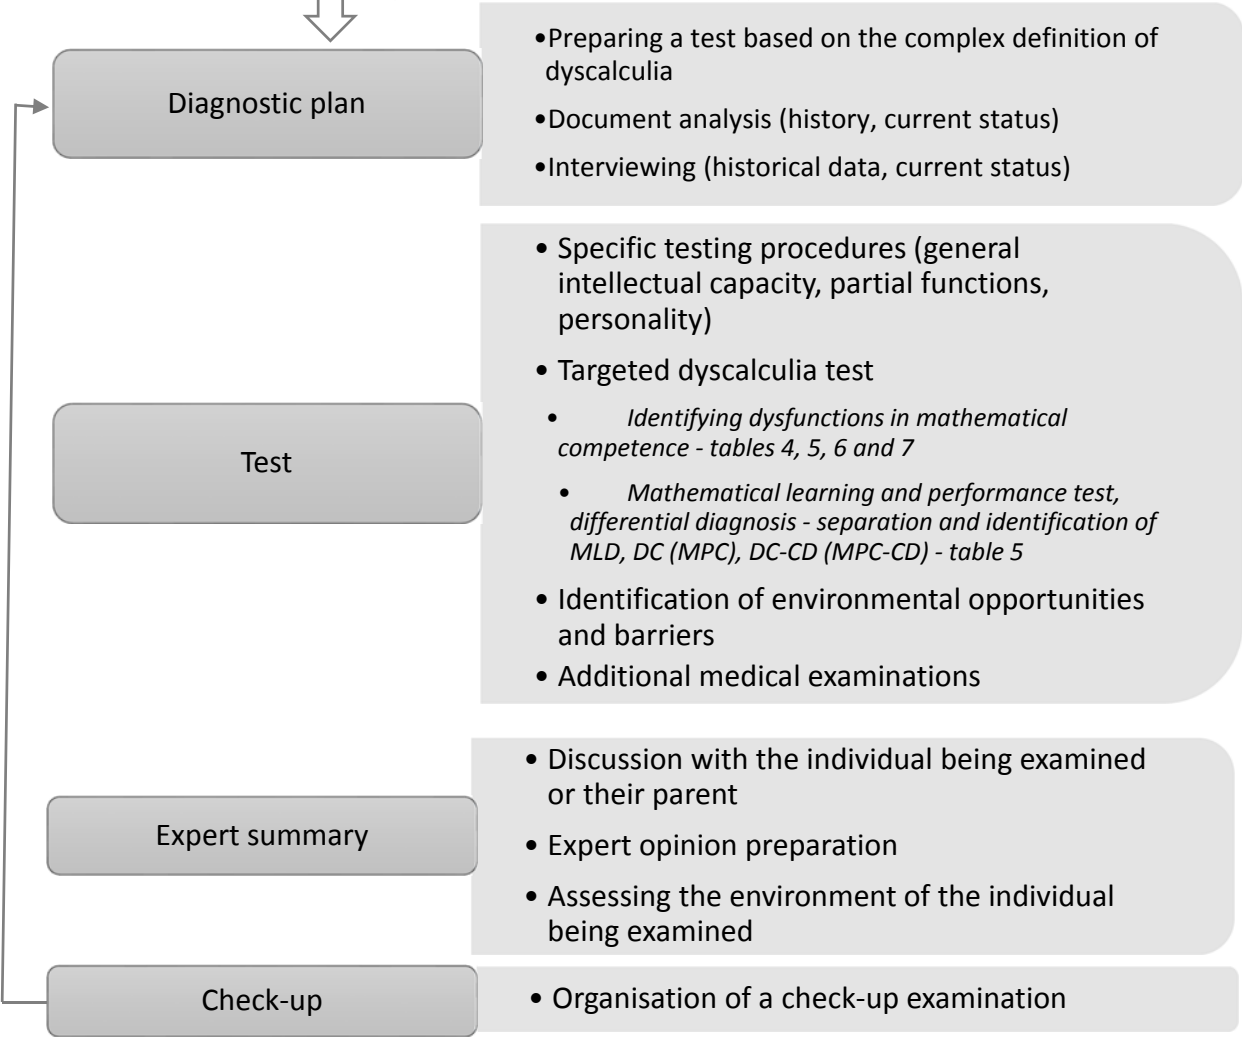 Diagnostic plan
•Preparing a test based on the complex definition of
dyscalculia
•Document analysis (history, current status)
•Interviewing (historical data, current status)
Test
• Specific testing procedures (general
intellectual capacity, partial functions,
personality)
• Targeted dyscalculia test
• Identifying dysfunctions in mathematical
competence - tables 4, 5, 6 and 7
• Mathematical learning and performance test,
differential diagnosis - separation and identification of
MLD, DC (MPC), DC-CD (MPC-CD) - table 5
• Identification of environmental opportunities
and barriers
• Additional medical examinations
Expert summary
• Discussion with the individual being examined
or their parent
• Expert opinion preparation
• Assessing the environment of the individual
being examined
Check-up
• Organisation of a check-up examination